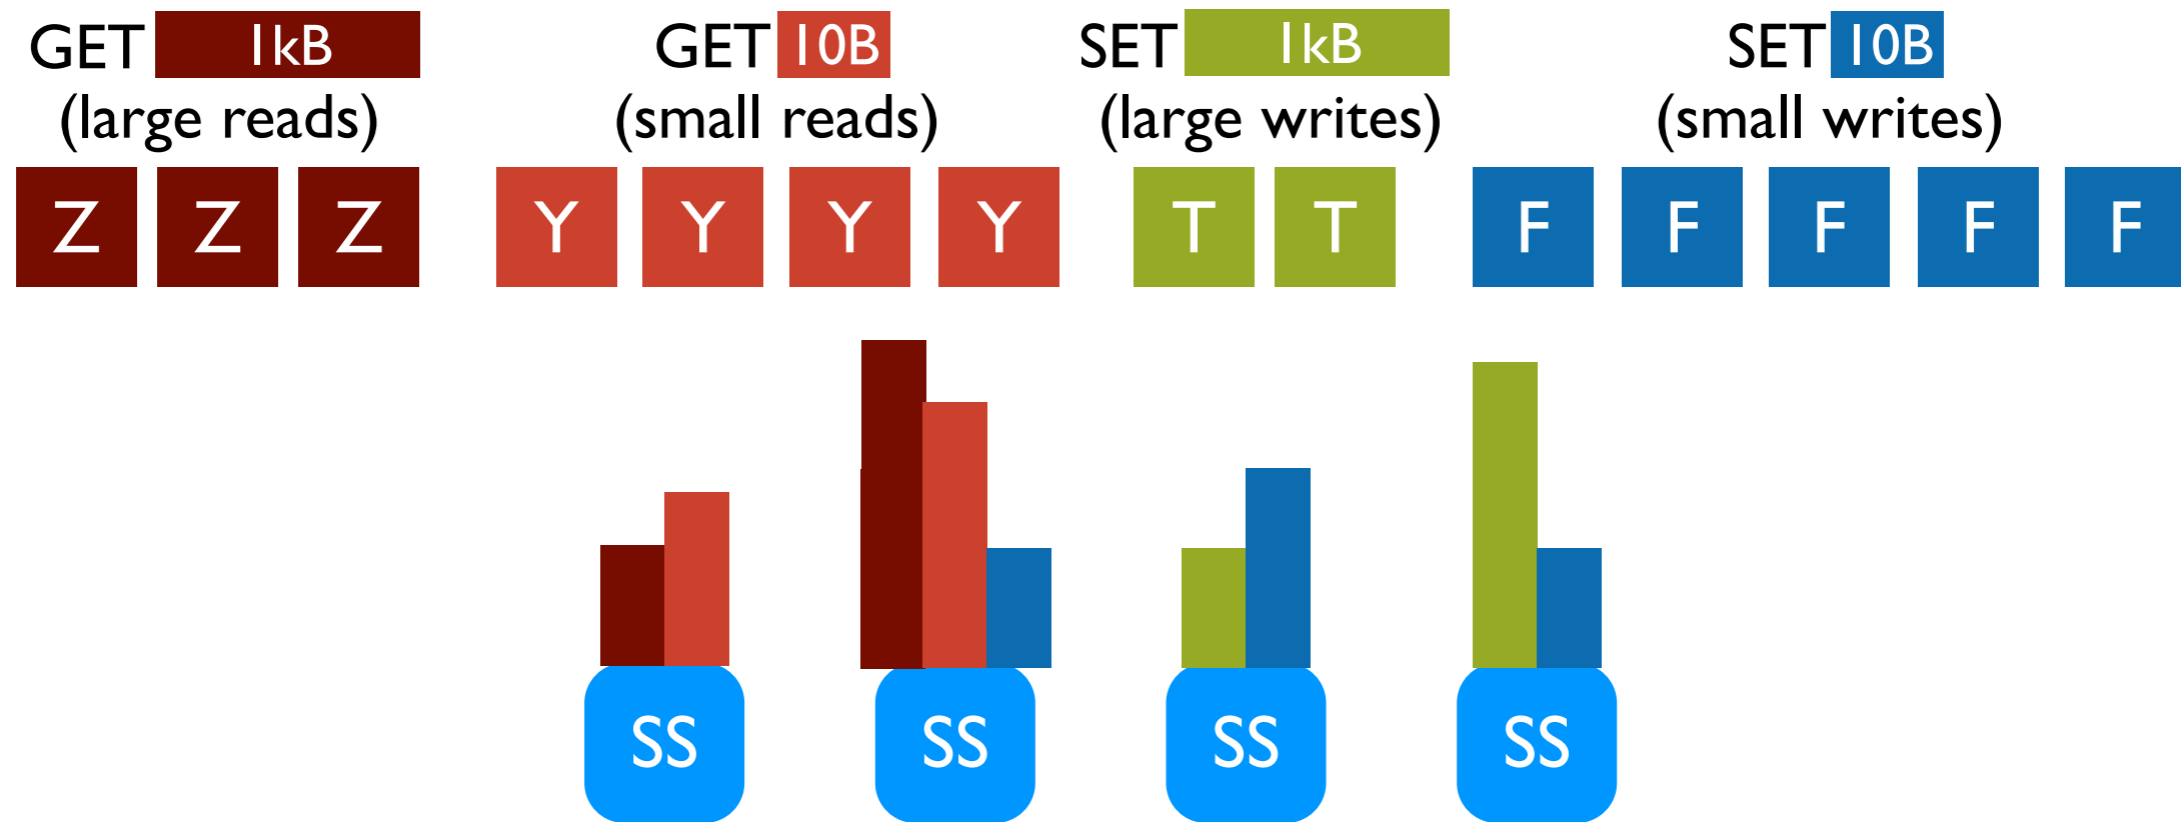 GET 1kB GET 10B SET 1kB SET 10B
(large reads) (small reads) (large writes) (small writes)
Z Z Z Y Y Y Y T T F F F F F
SS SS SS SS